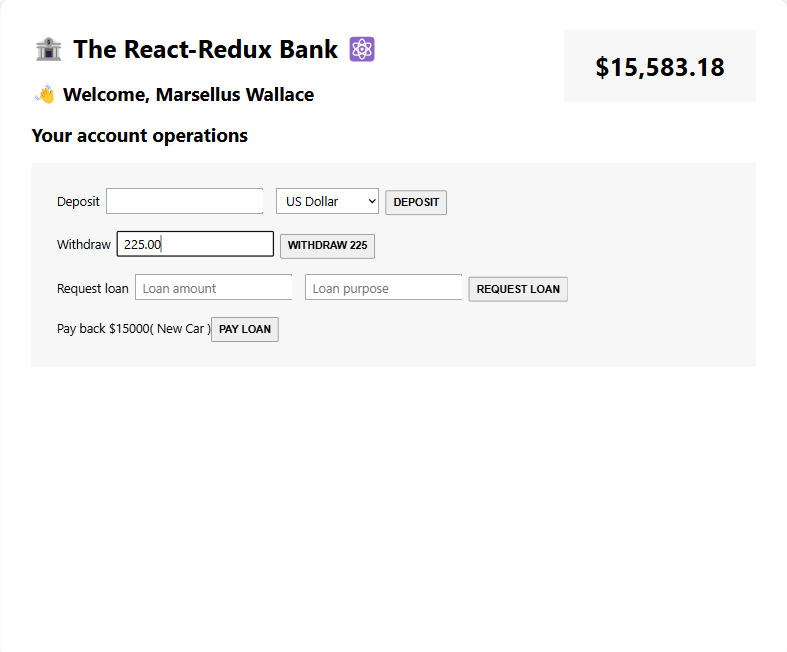 🏦 The React-Redux Bank ⚛️
$15,583.18
👋 Welcome, Marsellus Wallace
Your account operations
Deposit US Dollar DEPOSIT
Withdraw 225.00 WITHDRAW 225
Request loan Loan amount Loan purpose REQUEST LOAN
Pay back $15000( New Car ) PAY LOAN